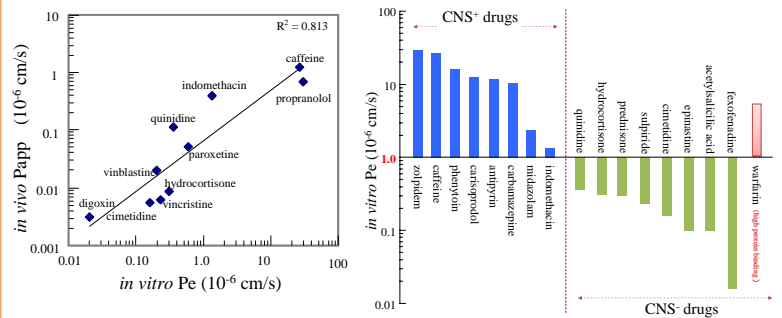 R² = 0.813
in vivo Papp (10⁻⁶ cm/s)
10
1
0.1
0.01
0.001
caffeine
propranolol
indomethacin
quinidine
paroxetine
vinblastine
hydrocortisone
digoxin
cimetidine
vincristine
0.01
0.1
1.0
10
100
in vitro Pe (10⁻⁶ cm/s)
in vitro Pe (10⁻⁶ cm/s)
100
10
1.0
0.1
0.01
CNS⁺ drugs
zolpidem
caffeine
phenytoin
carisoprodol
antipyrin
carbamazepine
midazolam
indomethacin
quinidine
hydrocortisone
prednisone
sulpiride
cimetidine
epinastine
acetylsalicilic acid
fexofenadine
warfarin (high protein binding)
CNS⁻ drugs